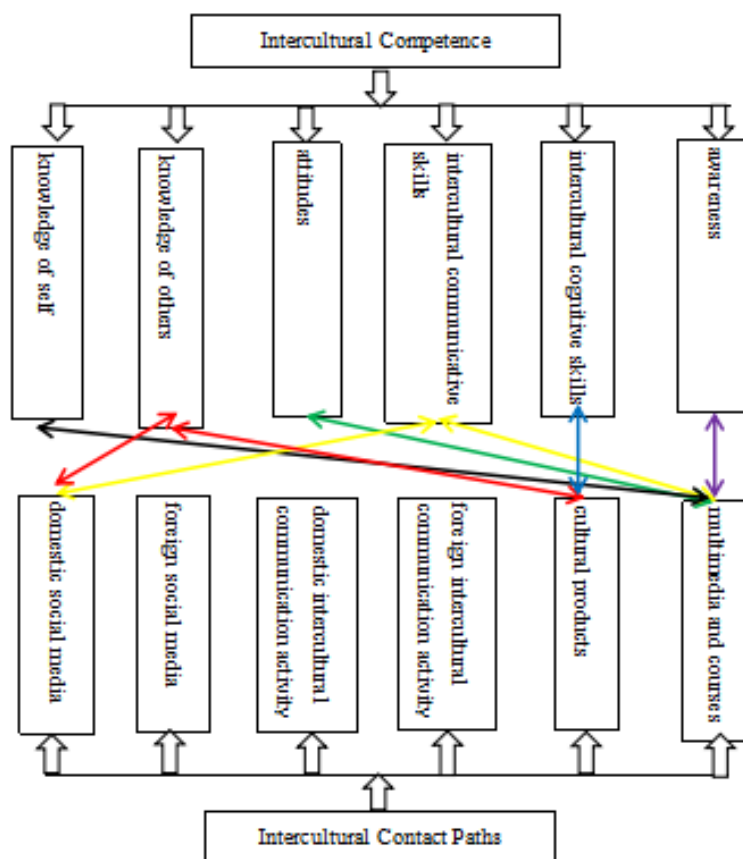 Intercultural Competence
knowledge of self
knowledge of others
attitudes
intercultural communicative
skills
intercultural cognitive skills
awareness
domestic social media
foreign social media
domestic intercultural
communication activity
foreign intercultural
communication activity
cultural products
multimedia and courses
Intercultural Contact Paths